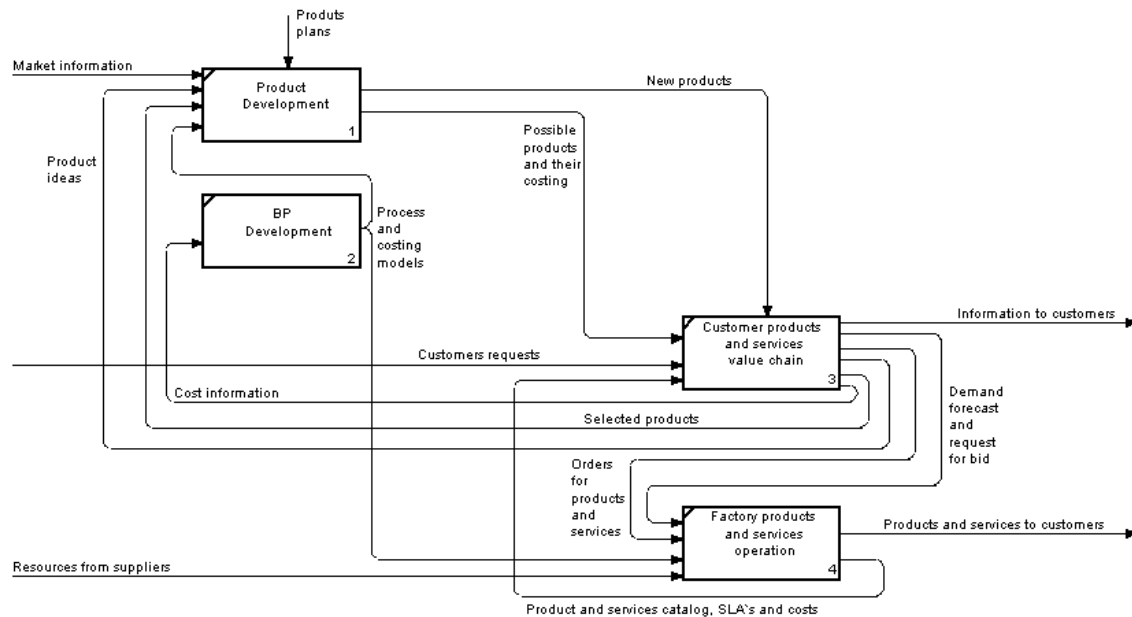 Produts
plans
Market information
Product
Development
1
New products
Possible
products
and their
costing
Product
ideas
BP
Development
2
Process
and
costing
models
Customer products
and services
value chain
3
Information to customers
Customers requests
Cost information
Selected products
Demand
forecast
and
request
for bid
Orders
for
products
and
services
Factory products
and services
operation
4
Products and services to customers
Resources from suppliers
Product and services catalog, SLA`s and costs